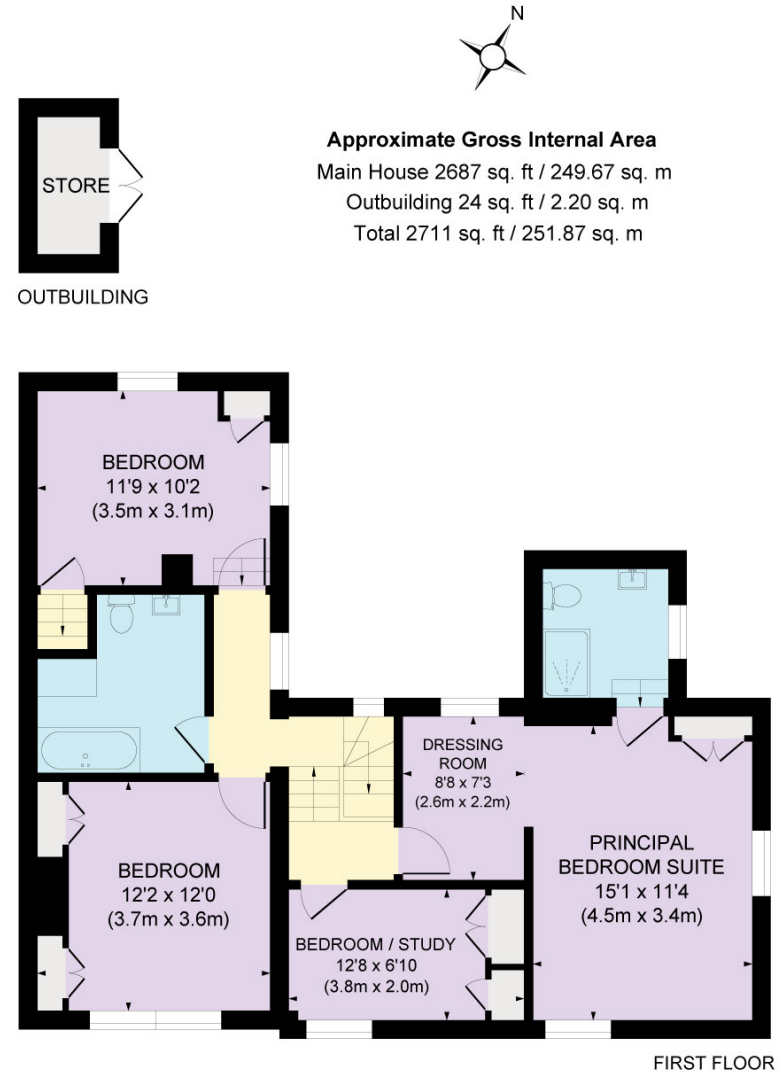 N
Approximate Gross Internal Area
Main House 2687 sq. ft / 249.67 sq. m
Outbuilding 24 sq. ft / 2.20 sq. m
Total 2711 sq. ft / 251.87 sq. m
STORE
OUTBUILDING
BEDROOM
11'9 x 10'2
(3.5m x 3.1m)
DRESSING
ROOM
8'8 x 7'3
(2.6m x 2.2m)
PRINCIPAL
BEDROOM SUITE
15'1 x 11'4
(4.5m x 3.4m)
BEDROOM
12'2 x 12'0
(3.7m x 3.6m)
BEDROOM / STUDY
12'8 x 6'10
(3.8m x 2.0m)
FIRST FLOOR